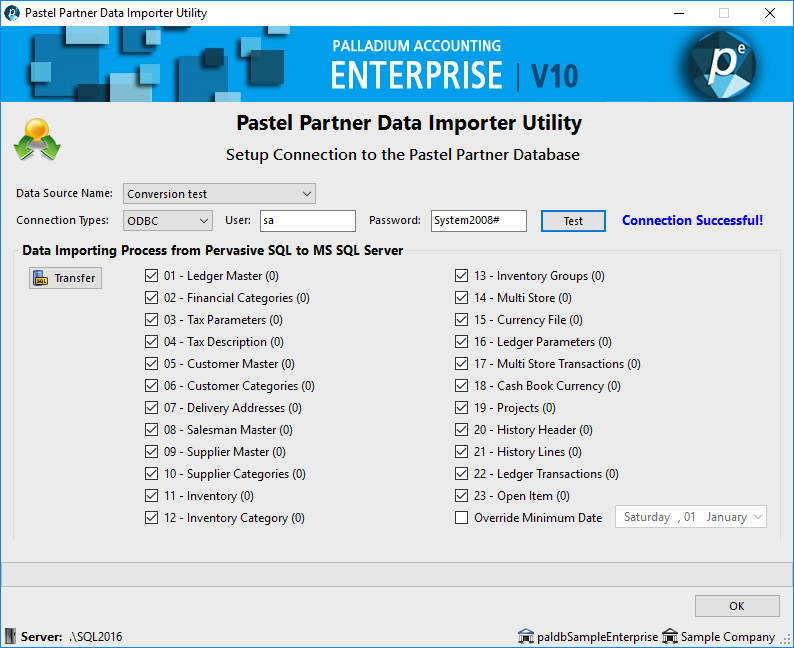 Pastel Partner Data Importer Utility
PALLADIUM ACCOUNTING
ENTERPRISE | V10
pe
Pastel Partner Data Importer Utility
Setup Connection to the Pastel Partner Database
Data Source Name: Conversion test
Connection Types: ODBC User: sa Password: System2008# Test Connection Successful!
Data Importing Process from Pervasive SQL to MS SQL Server
SQL Transfer
01 - Ledger Master (0)
02 - Financial Categories (0)
03 - Tax Parameters (0)
04 - Tax Description (0)
05 - Customer Master (0)
06 - Customer Categories (0)
07 - Delivery Addresses (0)
08 - Salesman Master (0)
09 - Supplier Master (0)
10 - Supplier Categories (0)
11 - Inventory (0)
12 - Inventory Category (0)
13 - Inventory Groups (0)
14 - Multi Store (0)
15 - Currency File (0)
16 - Ledger Parameters (0)
17 - Multi Store Transactions (0)
18 - Cash Book Currency (0)
19 - Projects (0)
20 - History Header (0)
21 - History Lines (0)
22 - Ledger Transactions (0)
23 - Open Item (0)
Override Minimum Date Saturday , 01 January
OK
Server: .\SQL2016 paldbSampleEnterprise Sample Company